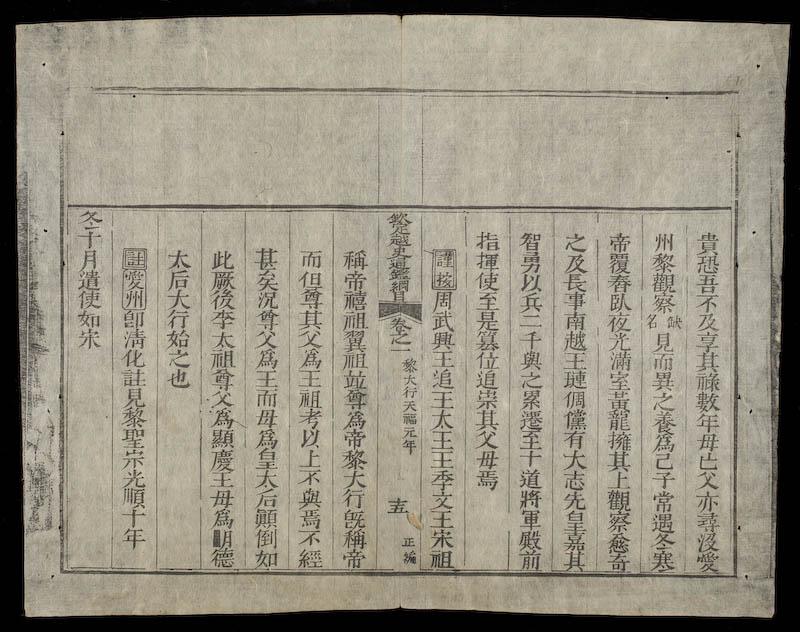 貴恐吾不及享其祿數年母亡父亦尋沒愛
州黎觀察缺名見而異之養爲己子常遇冬寒
帝覆舂臥夜光滿室黃龍擁其上觀察愈奇
之及長事南越王璉倜儻有大志先皇嘉其
智勇以兵二千與之累遷至十道將軍殿前
指揮使至是篡位追崇其父母焉
謹按周武興王追王太王王季文王宋祖
欽定越史通鑑綱目 卷之一 黎大行天福元年 十五 正編
稱帝禧祖翼祖竝尊爲帝黎大行旣稱帝
而但尊其父爲王祖考以上不與焉不經
甚矣況尊父爲王而母爲皇太后顚倒如
此厥後李太祖尊父爲顯慶王母爲明德
太后大行始之也
註愛州卽淸化註見黎聖宗光順十年
冬十月遣使如宋